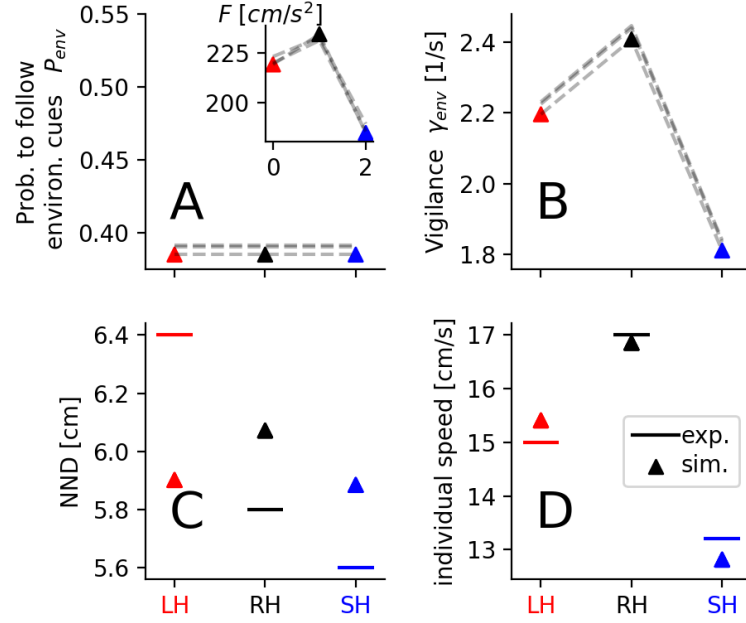 F [cm/s²]
0.55
0.50
0.45
0.40
Prob. to follow
environ. cues P_env
225
200
0 2
A
2.4
2.2
2.0
1.8
Vigilance γ_env [1/s]
B
6.4
6.2
6.0
5.8
5.6
NND [cm]
C
LH RH SH
17
16
15
14
13
individual speed [cm/s]
exp.
sim.
D
LH RH SH